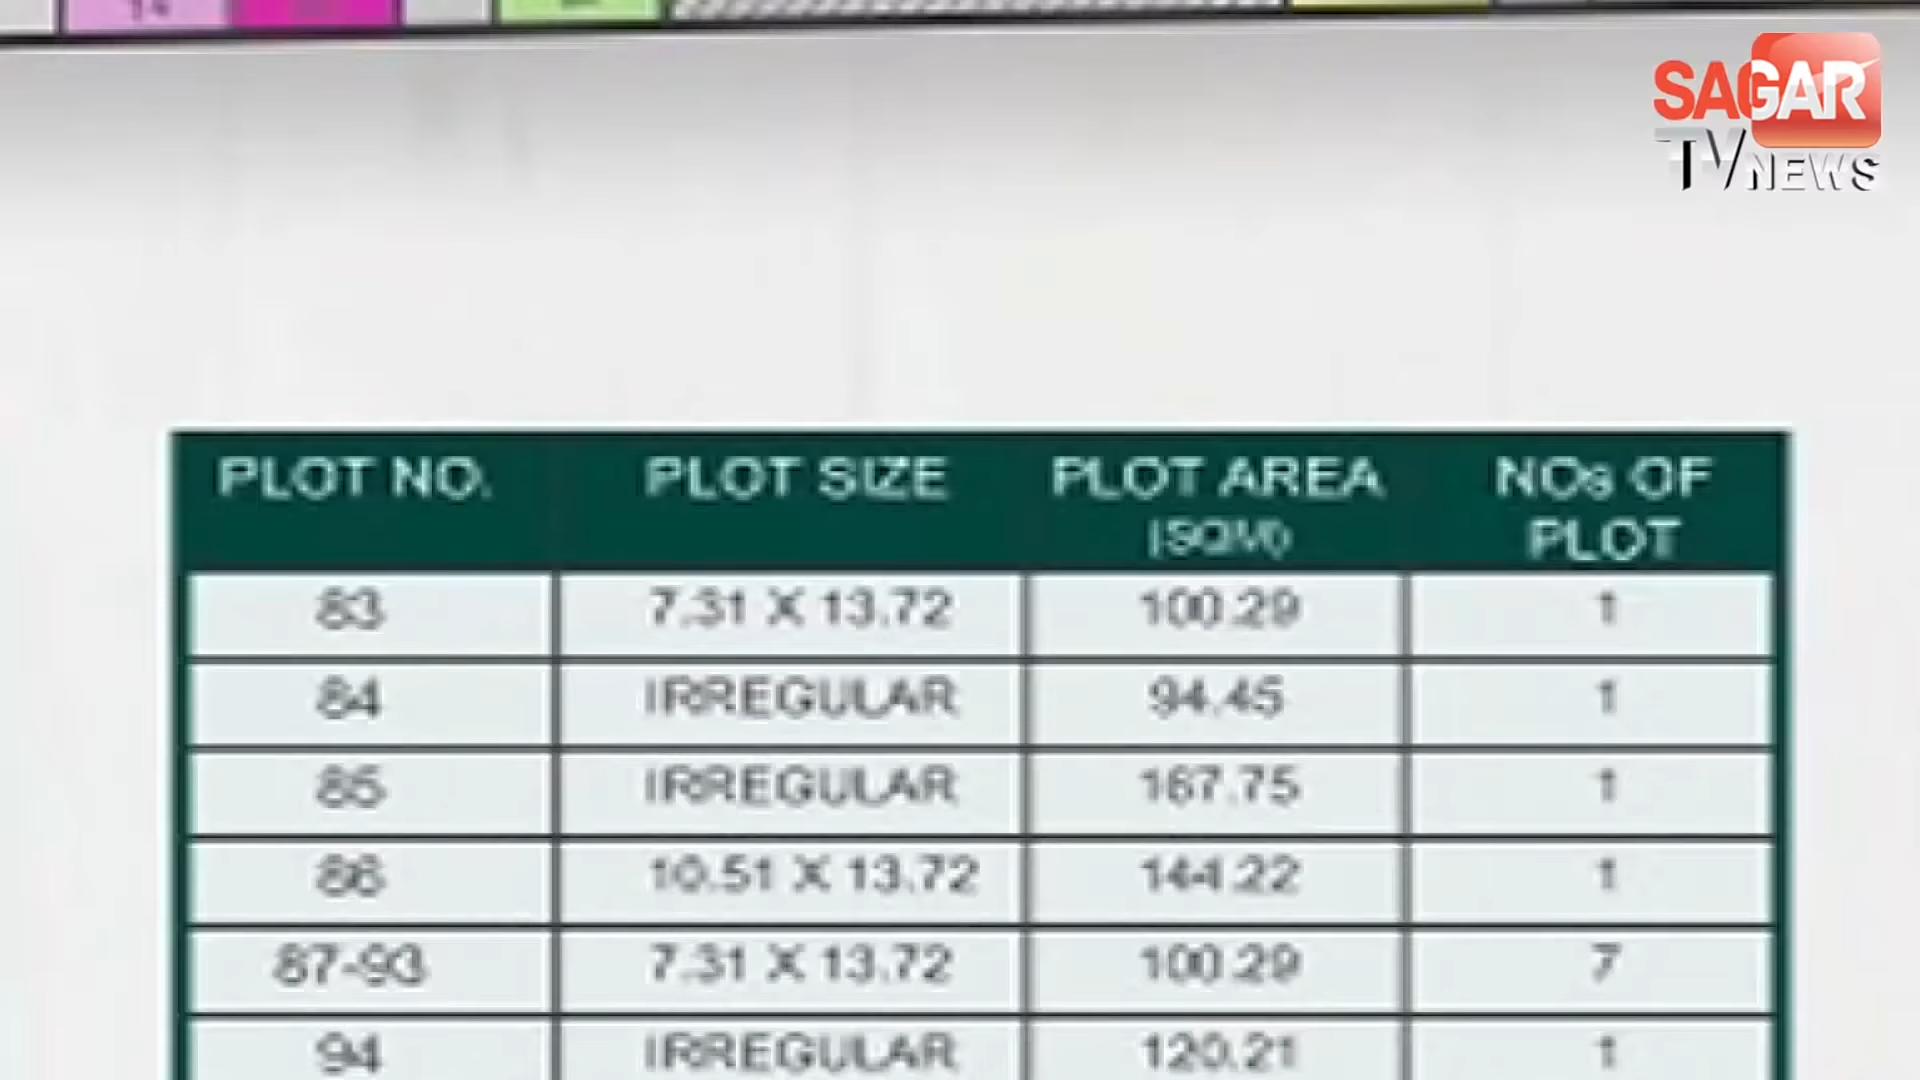 SAGAR
TV NEWS
PLOT NO. PLOT SIZE PLOT AREA (SQM) NOs OF PLOT
83 7.31 X 13.72 100.29 1
84 IRREGULAR 94.45 1
85 IRREGULAR 167.75 1
86 10.51 X 13.72 144.22 1
87-93 7.31 X 13.72 100.29 7
94 IRREGULAR 120.21 1